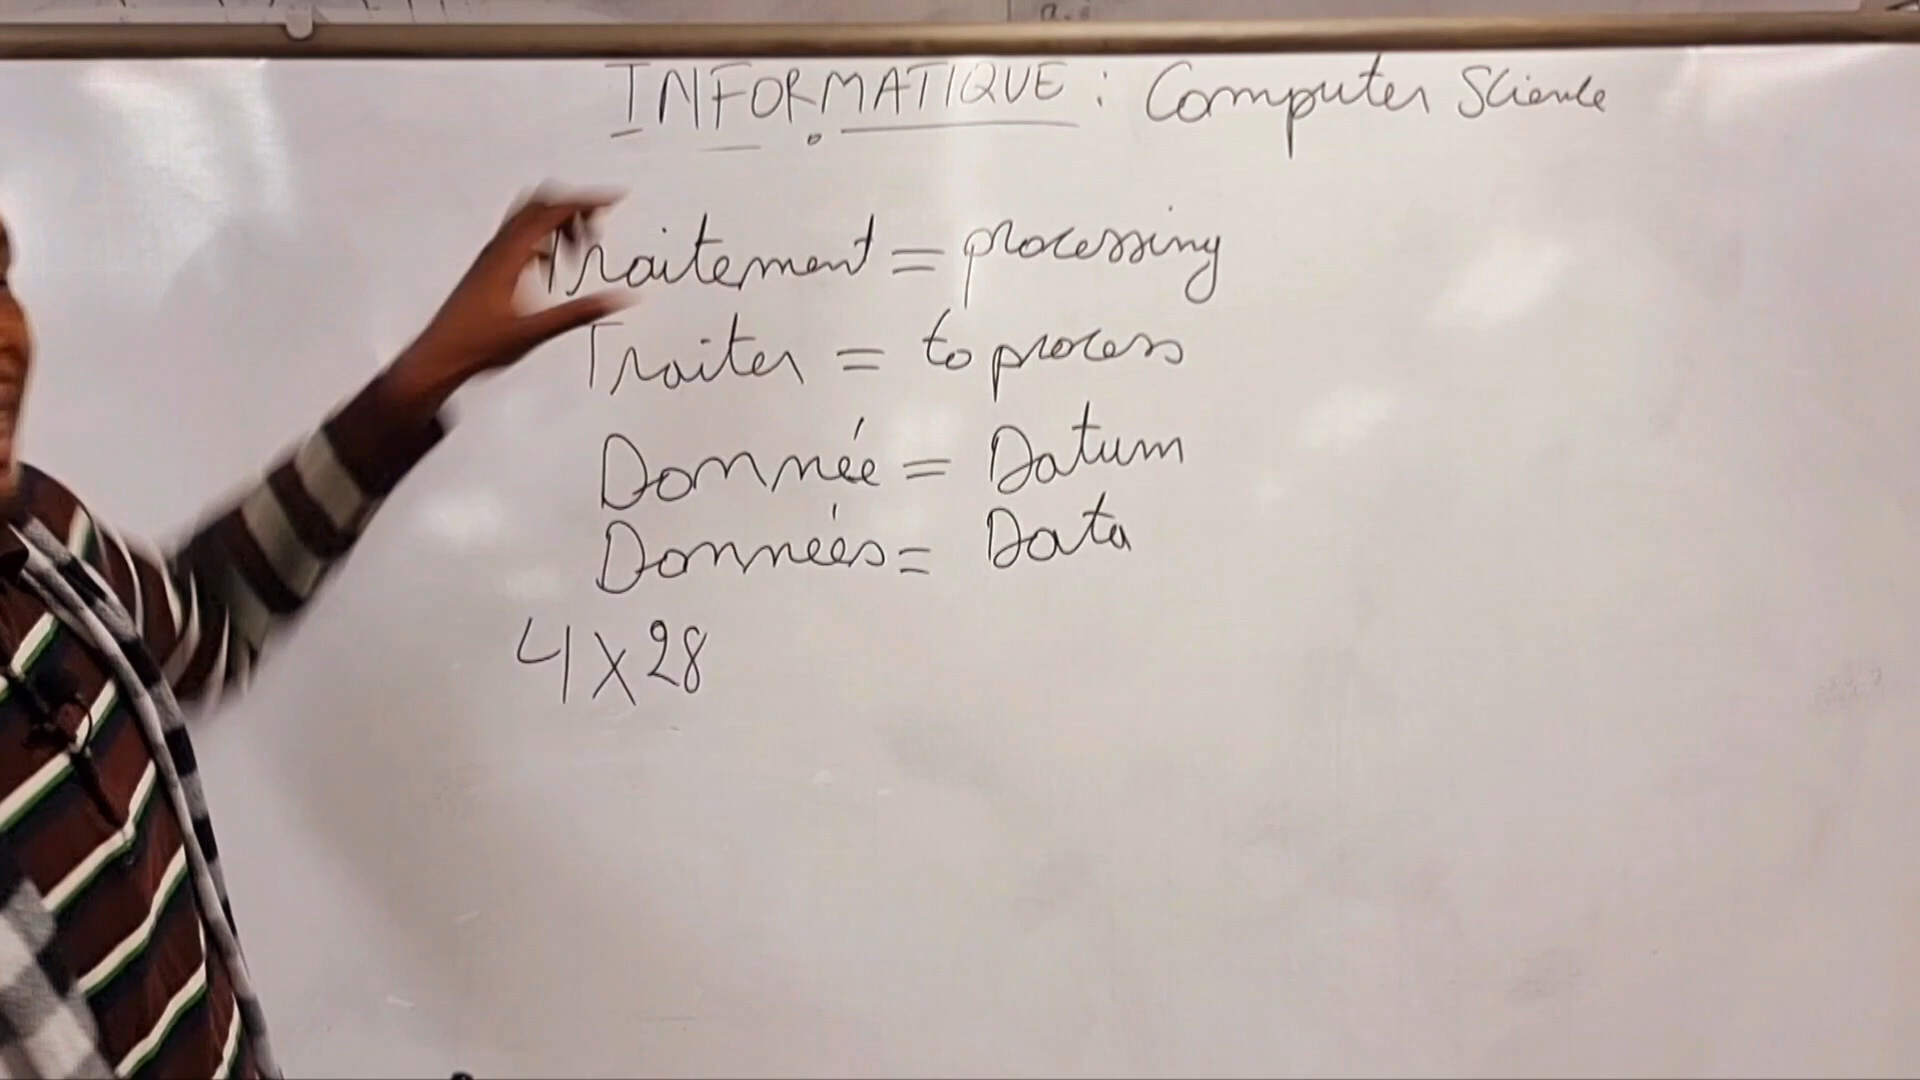 INFORMATIQUE : Computer Science
Traitement = processing
Traiter = to process
Donnée = Datum
Données = Data
4 X 28